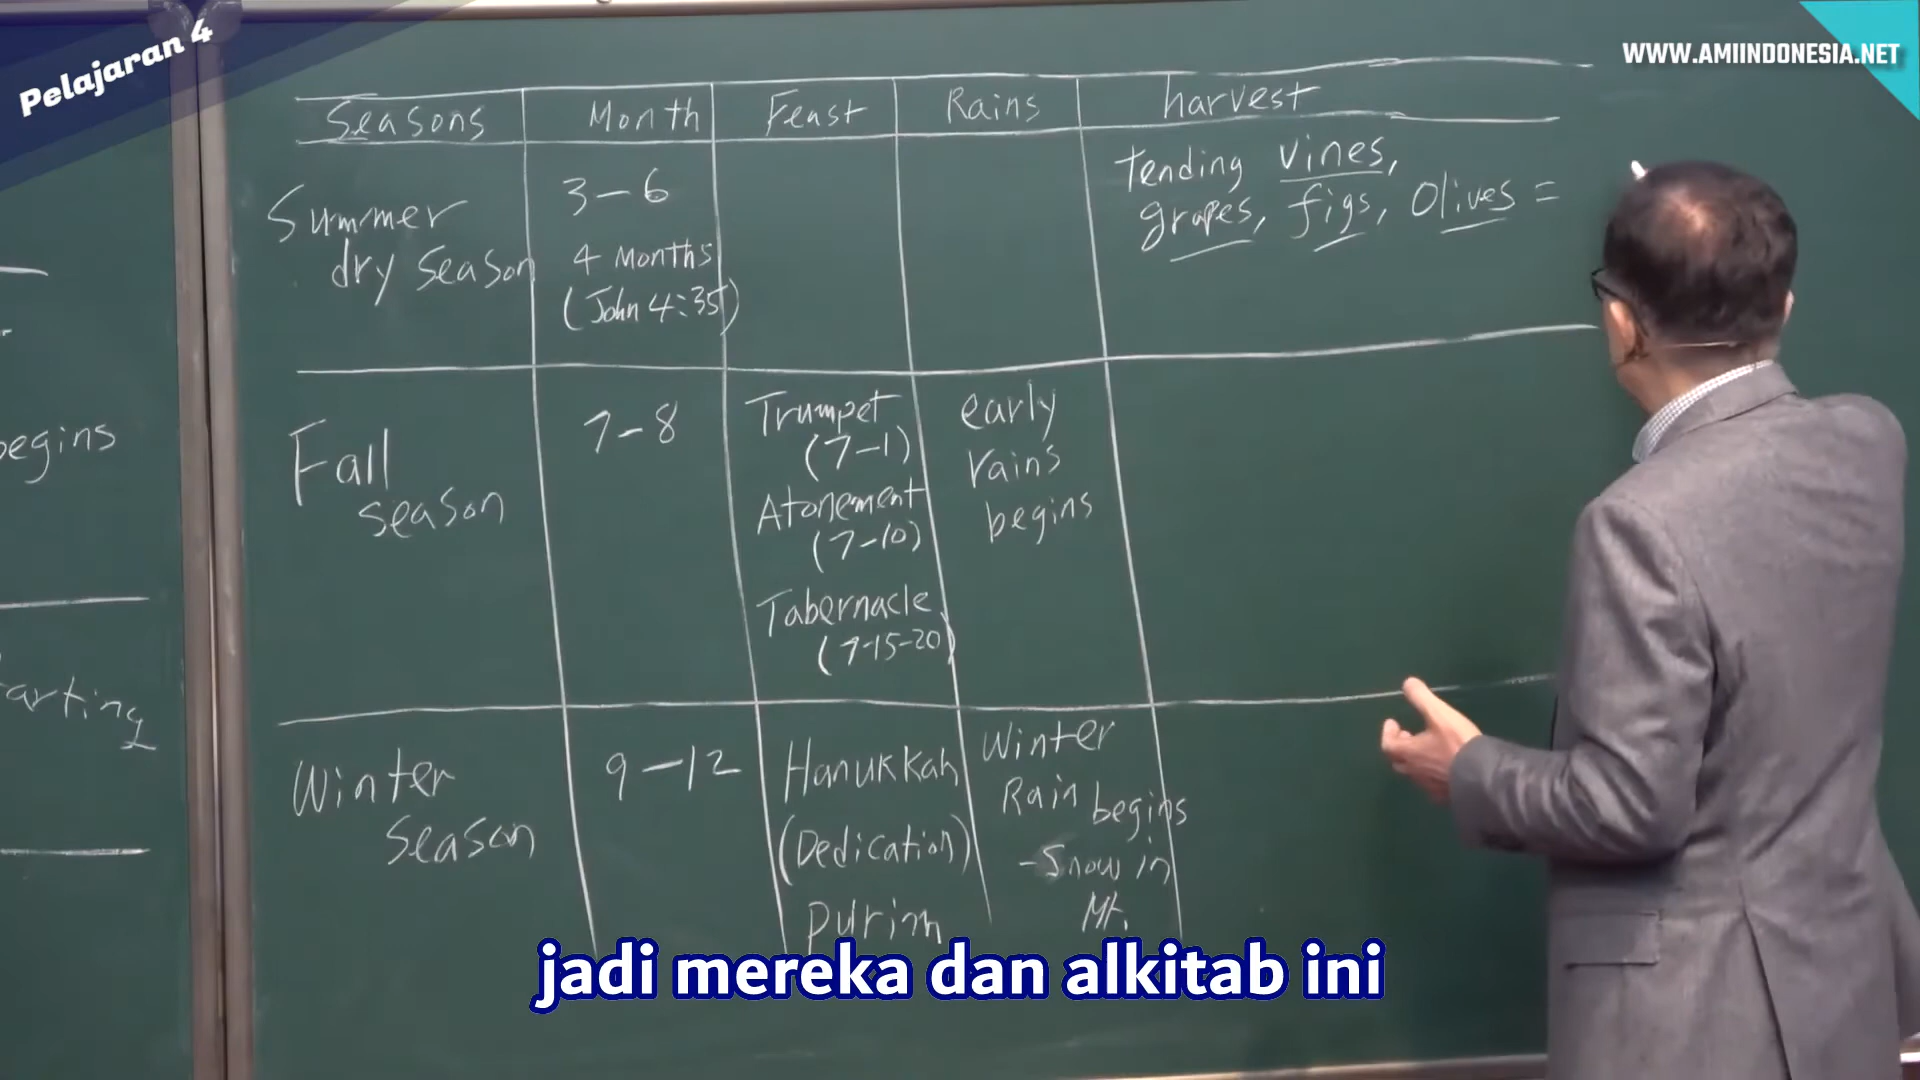 Pelajaran 4
WWW.AMIINDONESIA.NET
Seasons
Month
Feast
Rains
harvest
Summer
dry Season
3-6
4 Months
(John 4:35)
tending vines,
grapes, figs, Olives =
Fall
season
7-8
Trumpet
(7-1)
Atonement
(7-10)
Tabernacle
(7-15-20)
early
rains
begins
Winter
season
9-12
Hanukkah
(Dedication)
purim
Winter
Rain begins
-Snow in
Mt.
begins
arting
jadi mereka dan alkitab ini